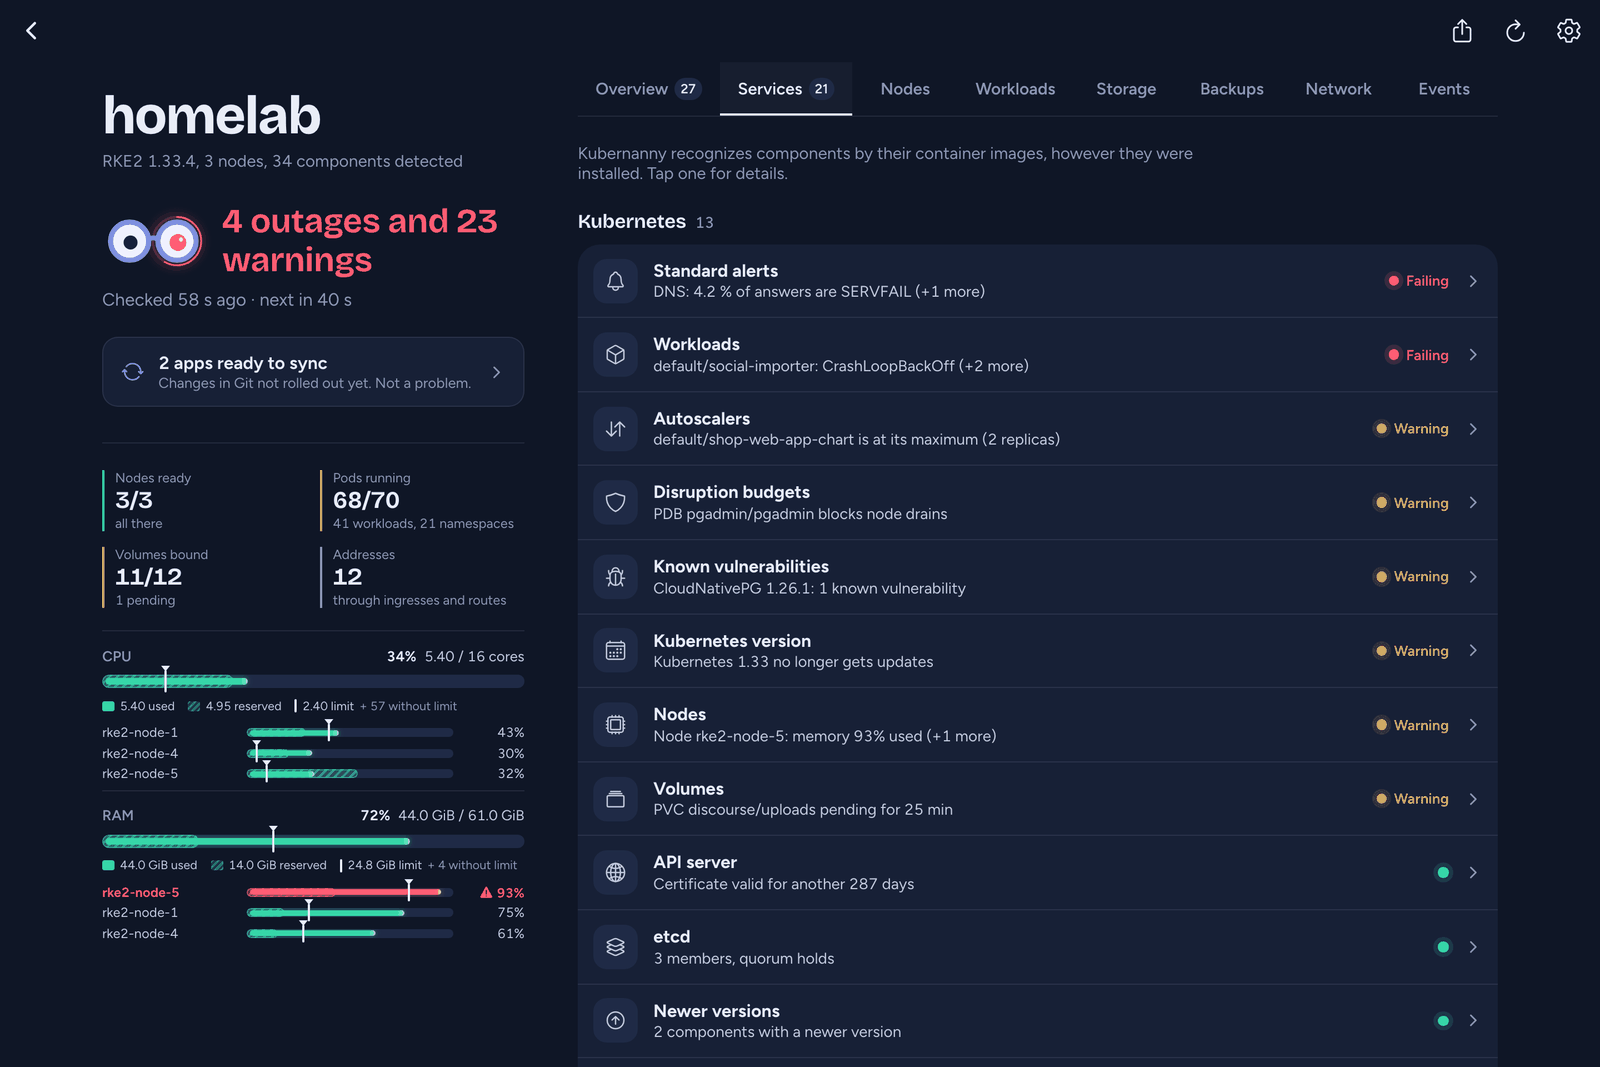 homelab
RKE2 1.33.4, 3 nodes, 34 components detected
4 outages and 23
warnings
Checked 58 s ago · next in 40 s
2 apps ready to sync
Changes in Git not rolled out yet. Not a problem.
Nodes ready
3/3
all there
Pods running
68/70
41 workloads, 21 namespaces
Volumes bound
11/12
1 pending
Addresses
12
through ingresses and routes
CPU 34% 5.40 / 16 cores
5.40 used 4.95 reserved 2.40 limit + 57 without limit
rke2-node-1 43%
rke2-node-4 30%
rke2-node-5 32%
RAM 72% 44.0 GiB / 61.0 GiB
44.0 GiB used 14.0 GiB reserved 24.8 GiB limit + 4 without limit
rke2-node-5 93%
rke2-node-1 75%
rke2-node-4 61%
Overview 27 Services 21 Nodes Workloads Storage Backups Network Events
Kubernanny recognizes components by their container images, however they were
installed. Tap one for details.
Kubernetes 13
Standard alerts
DNS: 4.2 % of answers are SERVFAIL (+1 more)
Failing
Workloads
default/social-importer: CrashLoopBackOff (+2 more)
Failing
Autoscalers
default/shop-web-app-chart is at its maximum (2 replicas)
Warning
Disruption budgets
PDB pgadmin/pgadmin blocks node drains
Warning
Known vulnerabilities
CloudNativePG 1.26.1: 1 known vulnerability
Warning
Kubernetes version
Kubernetes 1.33 no longer gets updates
Warning
Nodes
Node rke2-node-5: memory 93% used (+1 more)
Warning
Volumes
PVC discourse/uploads pending for 25 min
Warning
API server
Certificate valid for another 287 days
etcd
3 members, quorum holds
Newer versions
2 components with a newer version